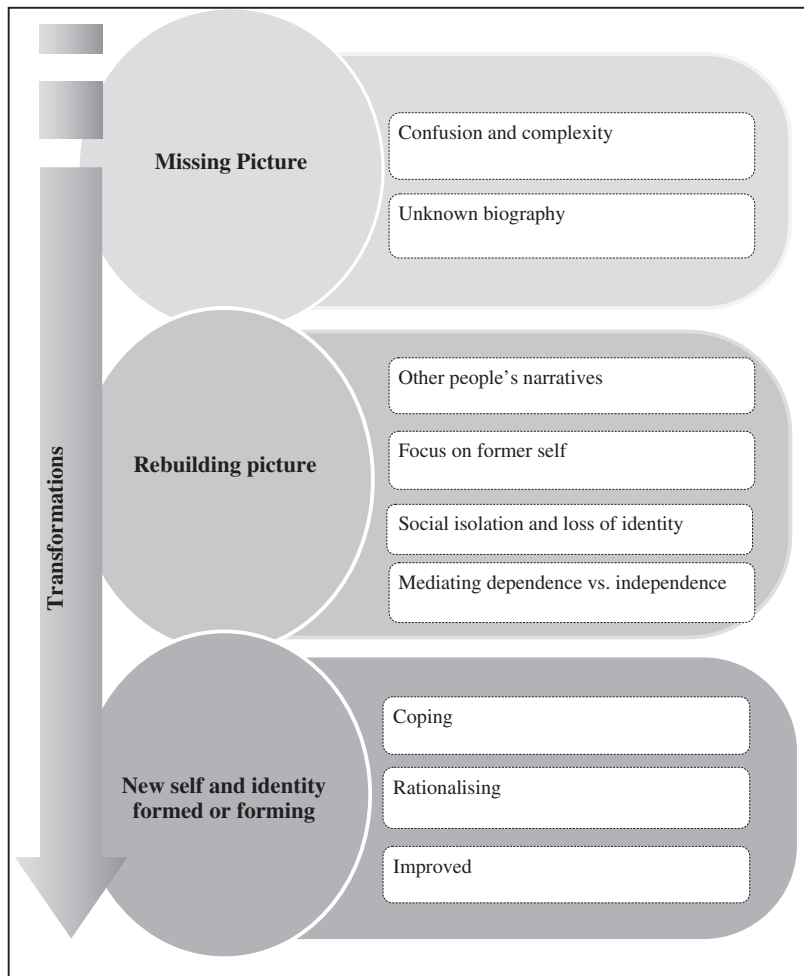 Transformations
Missing Picture
Confusion and complexity
Unknown biography
Rebuilding picture
Other people’s narratives
Focus on former self
Social isolation and loss of identity
Mediating dependence vs. independence
New self and identity
formed or forming
Coping
Rationalising
Improved